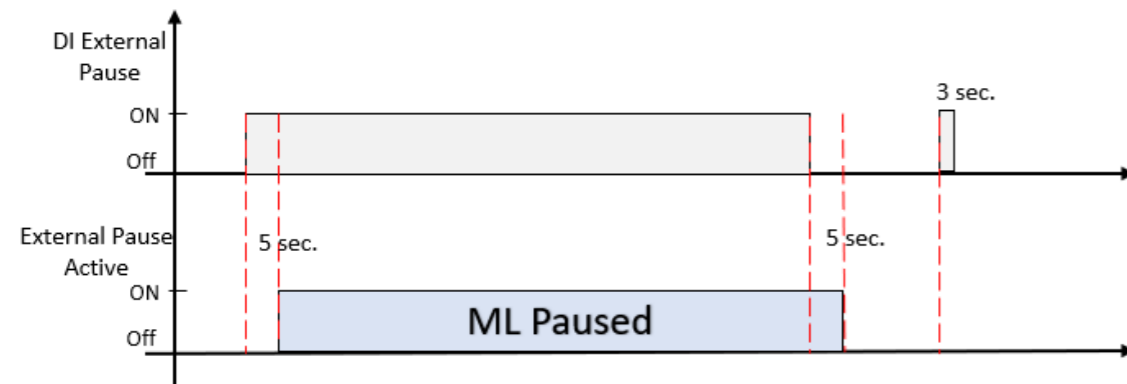 DI External
Pause
3 sec.
ON
Off
External Pause
Active
5 sec.
5 sec.
ON
ML Paused
Off